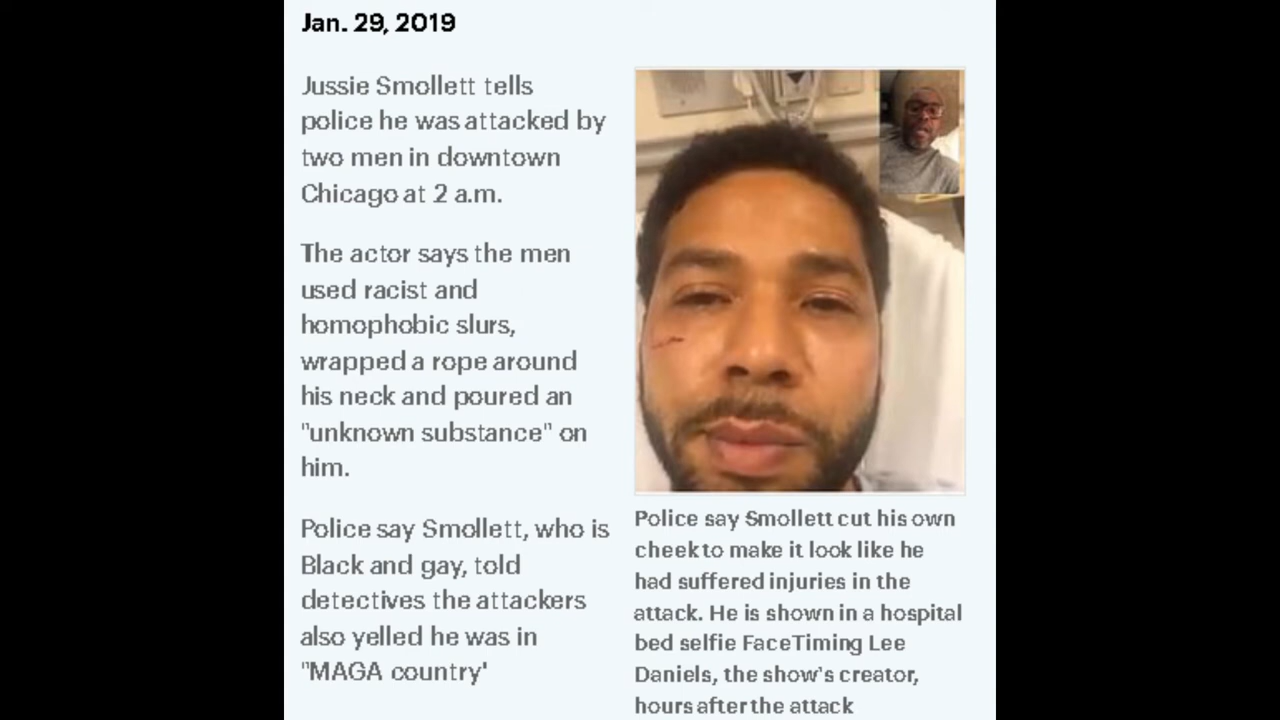 Jan. 29, 2019
Jussie Smollett tells
police he was attacked by
two men in downtown
Chicago at 2 a.m.
The actor says the men
used racist and
homophobic slurs,
wrapped a rope around
his neck and poured an
"unknown substance" on
him.
Police say Smollett, who is
Black and gay, told
detectives the attackers
also yelled he was in
"MAGA country'
Police say Smollett cut his own
cheek to make it look like he
had suffered injuries in the
attack. He is shown in a hospital
bed selfie FaceTiming Lee
Daniels, the show's creator,
hours after the attack